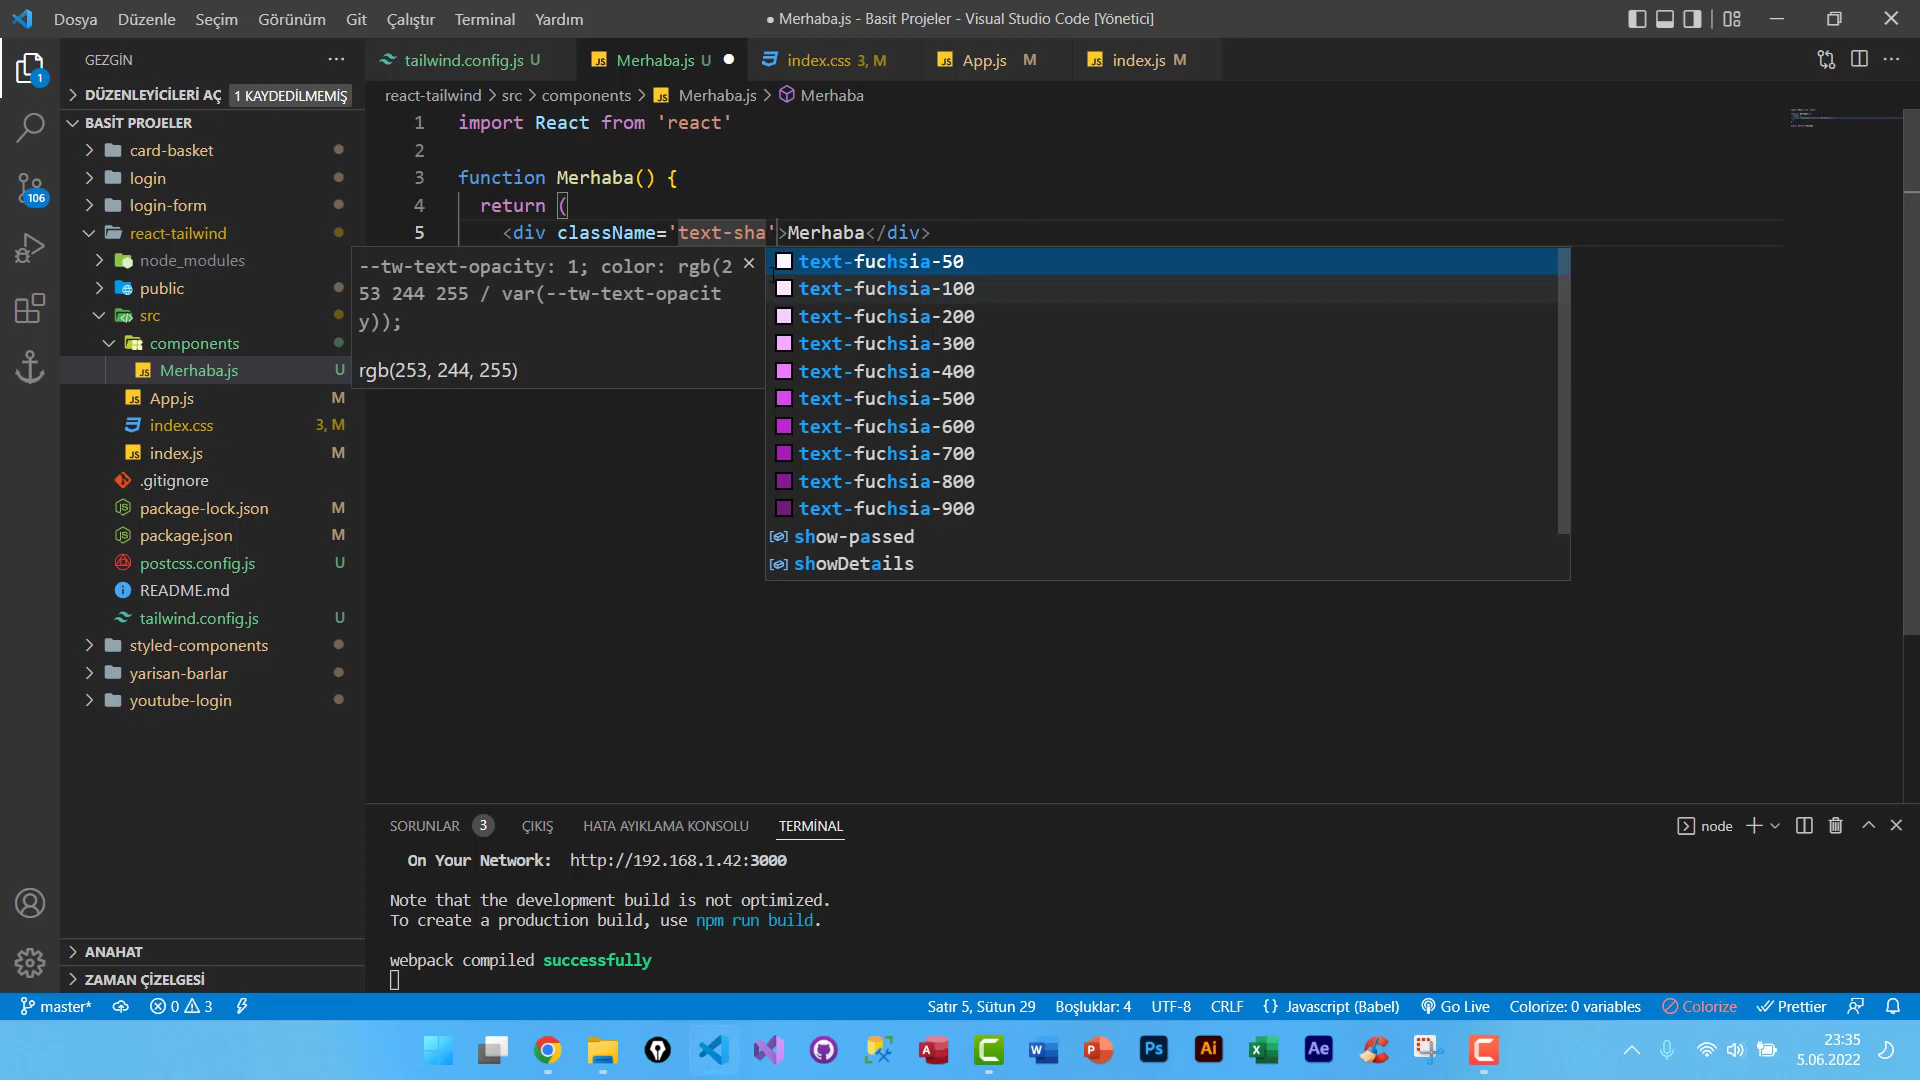 Dosya Düzenle Seçim Görünüm Git Çalıştır Terminal Yardım
● Merhaba.js - Basit Projeler - Visual Studio Code [Yönetici]
GEZGİN
tailwind.config.js U
Merhaba.js U
index.css 3, M
App.js M
index.js M
DÜZENLEYİCİLERİ AÇ
1 KAYDEDİLMEMİŞ
react-tailwind > src > components > Merhaba.js > Merhaba
BASİT PROJELER
card-basket
login
login-form
react-tailwind
node_modules
public
src
components
Merhaba.js U
App.js M
index.css 3, M
index.js M
.gitignore
package-lock.json M
package.json M
postcss.config.js U
README.md
tailwind.config.js U
styled-components
yarisan-barlar
youtube-login
ANAHAT
ZAMAN ÇİZELGESİ
1 import React from 'react'
2
3 function Merhaba() {
4 return (
5 <div className='text-sha'>Merhaba</div>
--tw-text-opacity: 1; color: rgb(2
53 244 255 / var(--tw-text-opacit
y));
rgb(253, 244, 255)
text-fuchsia-50
text-fuchsia-100
text-fuchsia-200
text-fuchsia-300
text-fuchsia-400
text-fuchsia-500
text-fuchsia-600
text-fuchsia-700
text-fuchsia-800
text-fuchsia-900
show-passed
showDetails
SORUNLAR 3 ÇIKIŞ HATA AYIKLAMA KONSOLU TERMİNAL
node
On Your Network: http://192.168.1.42:3000
Note that the development build is not optimized.
To create a production build, use npm run build.
webpack compiled successfully
1
106
master* 0 3
Satır 5, Sütun 29 Boşluklar: 4 UTF-8 CRLF {} Javascript (Babel) Go Live Colorize: 0 variables Colorize Prettier
A W P Ps Ai X Ae C
23:35
5.06.2022